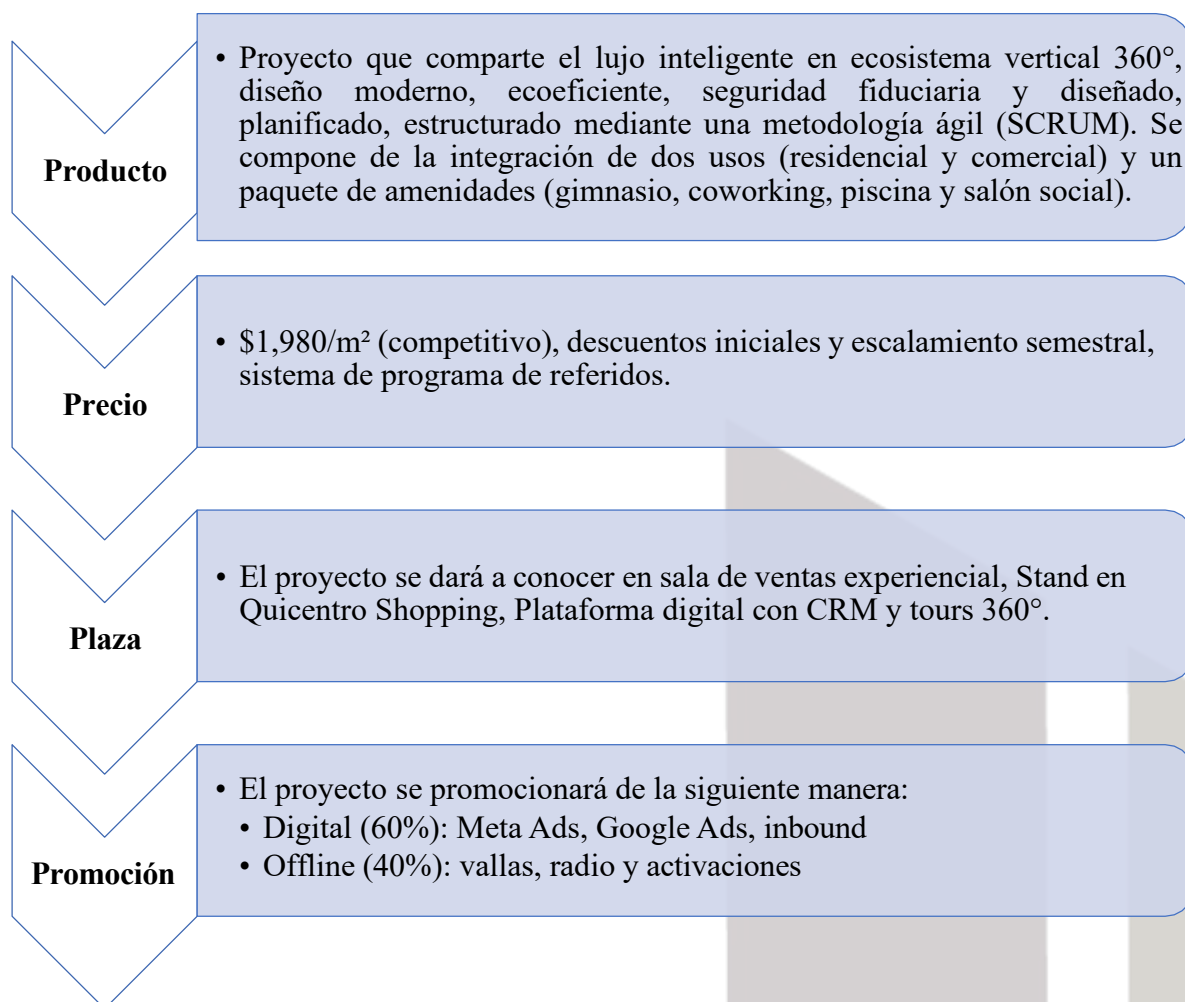 Producto
• Proyecto que comparte el lujo inteligente en ecosistema vertical 360°,
diseño moderno, ecoeficiente, seguridad fiduciaria y diseñado,
planificado, estructurado mediante una metodología ágil (SCRUM). Se
compone de la integración de dos usos (residencial y comercial) y un
paquete de amenidades (gimnasio, coworking, piscina y salón social).
Precio
• $1,980/m² (competitivo), descuentos iniciales y escalamiento semestral,
sistema de programa de referidos.
Plaza
• El proyecto se dará a conocer en sala de ventas experiencial, Stand en
Quicentro Shopping, Plataforma digital con CRM y tours 360°.
Promoción
• El proyecto se promocionará de la siguiente manera:
• Digital (60%): Meta Ads, Google Ads, inbound
• Offline (40%): vallas, radio y activaciones